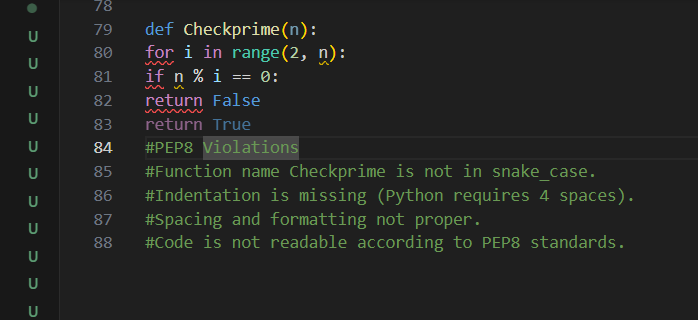 78
U 79 def Checkprime(n):
U 80 for i in range(2, n):
U 81 if n % i == 0:
U 82 return False
U 83 return True
U 84 #PEP8 Violations
U 85 #Function name Checkprime is not in snake_case.
U 86 #Indentation is missing (Python requires 4 spaces).
U 87 #Spacing and formatting not proper.
U 88 #Code is not readable according to PEP8 standards.
U